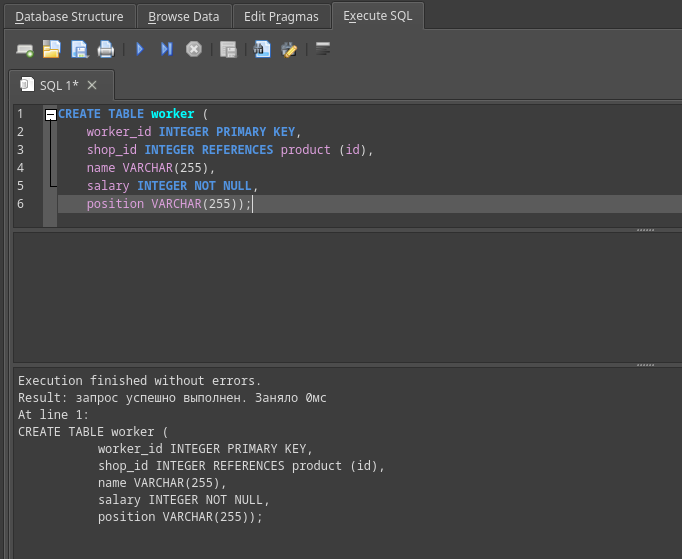 Database Structure Browse Data Edit Pragmas Execute SQL
SQL 1*
1 CREATE TABLE worker (
2 worker_id INTEGER PRIMARY KEY,
3 shop_id INTEGER REFERENCES product (id),
4 name VARCHAR(255),
5 salary INTEGER NOT NULL,
6 position VARCHAR(255));
Execution finished without errors.
Result: запрос успешно выполнен. Заняло 0мс
At line 1:
CREATE TABLE worker (
worker_id INTEGER PRIMARY KEY,
shop_id INTEGER REFERENCES product (id),
name VARCHAR(255),
salary INTEGER NOT NULL,
position VARCHAR(255));